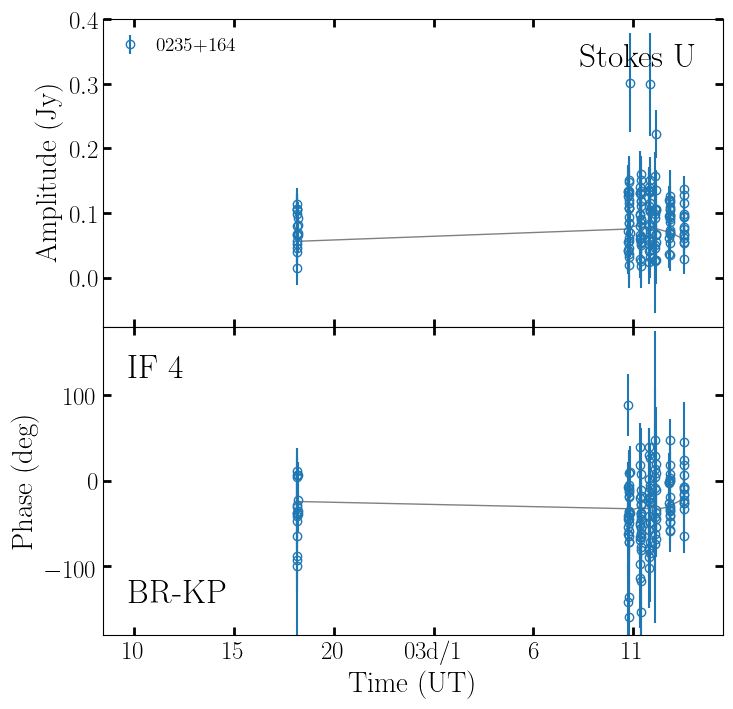 0.4
0235+164
Stokes U
0.3
0.2
0.1
0.0
Amplitude (Jy)
IF 4
100
0
−100
Phase (deg)
BR-KP
10 15 20 03d/1 6 11
Time (UT)